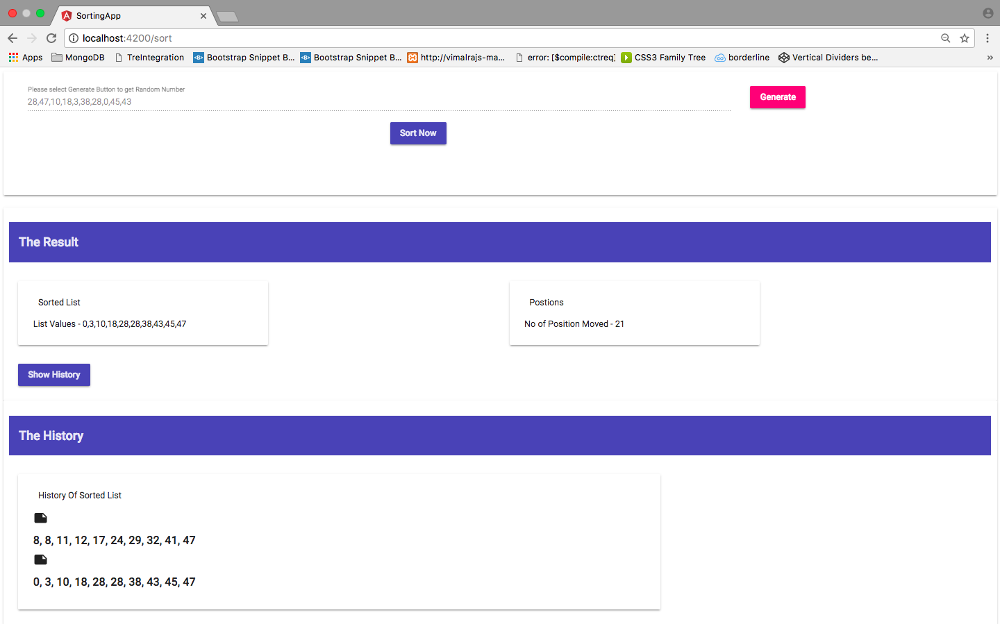 SortingApp
localhost:4200/sort
Apps MongoDB TreIntegration Bootstrap Snippet B... Bootstrap Snippet B... http://vimalrajs-ma... error: [$compile:ctreq] CSS3 Family Tree borderline Vertical Dividers be... »
Please select Generate Button to get Random Number
28,47,10,18,3,38,28,0,45,43
Generate
Sort Now
The Result
Sorted List
List Values - 0,3,10,18,28,28,38,43,45,47
Postions
No of Position Moved - 21
Show History
The History
History Of Sorted List
8, 8, 11, 12, 17, 24, 29, 32, 41, 47
0, 3, 10, 18, 28, 28, 38, 43, 45, 47